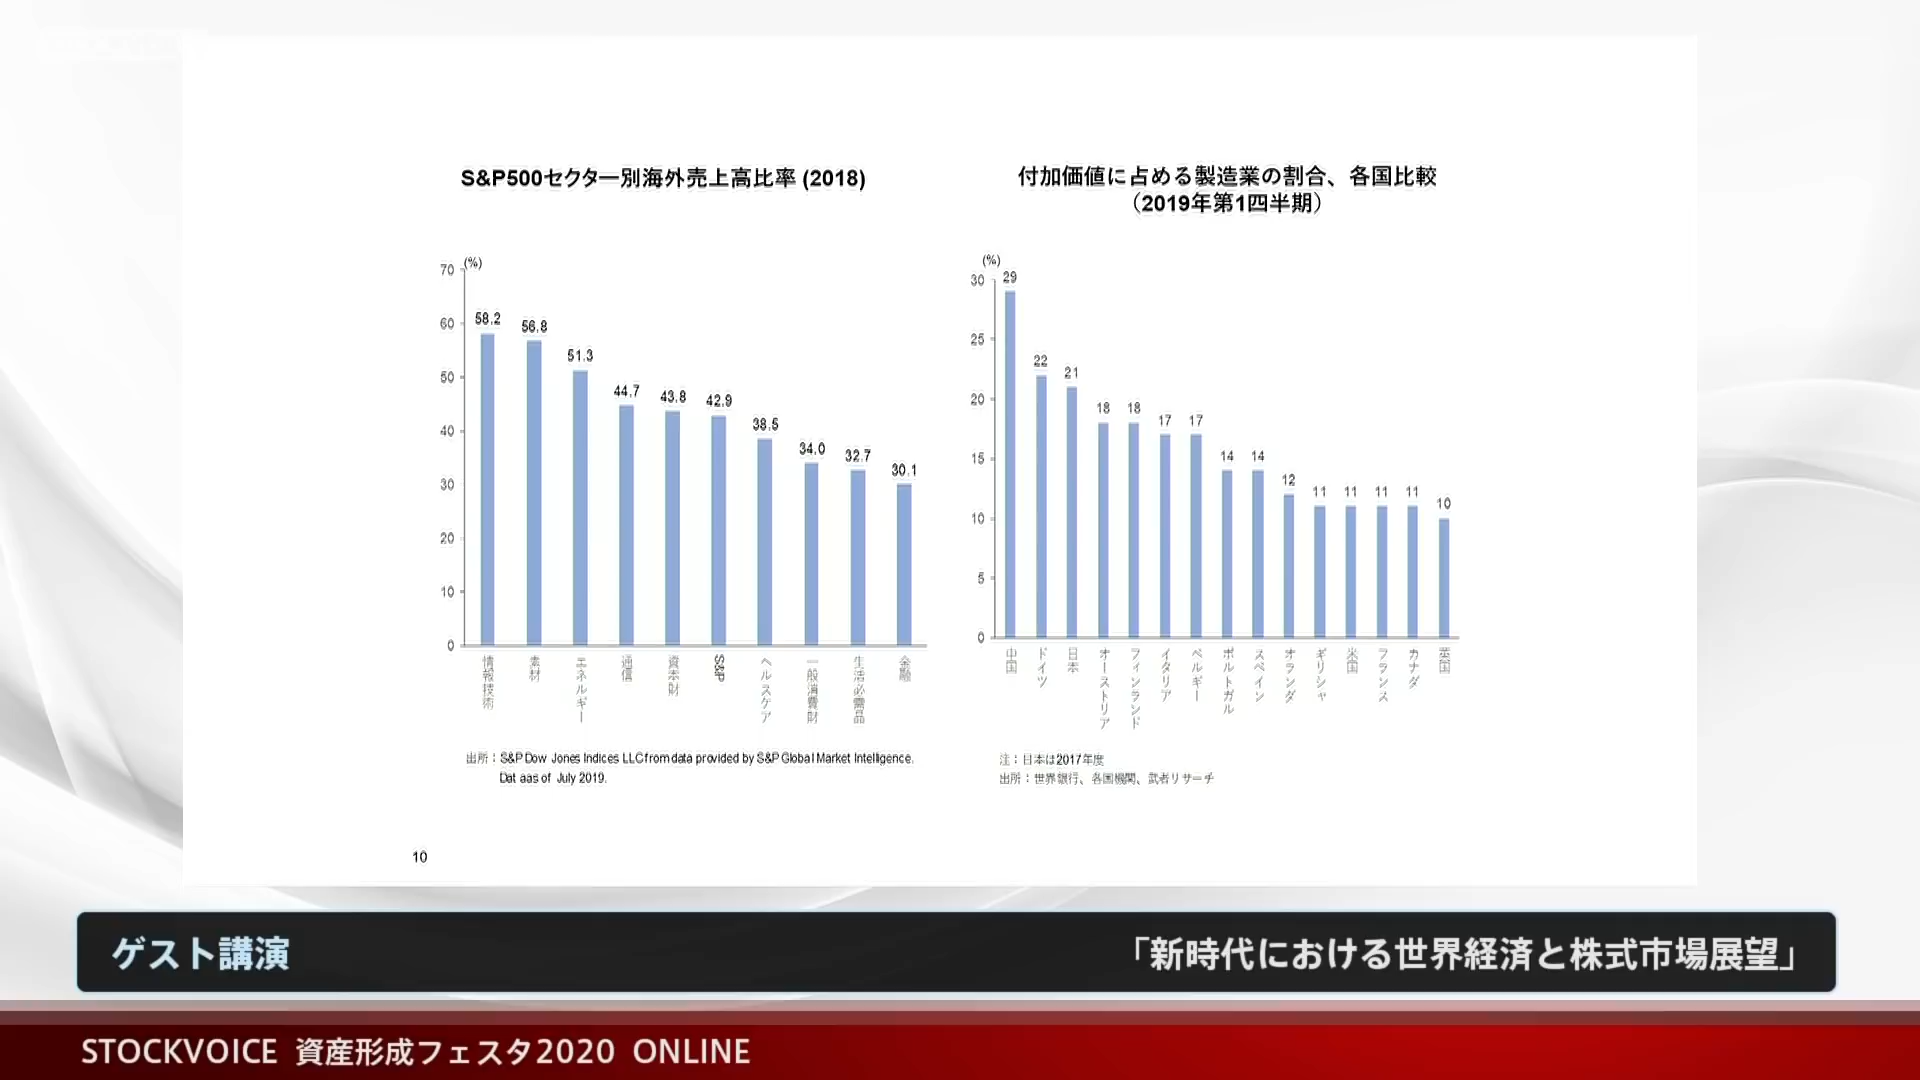 S&P500セクター別海外売上高比率 (2018)
(%)
70
60
50
40
30
20
10
0
58.2
56.8
51.3
44.7
43.8
42.9
38.5
34.0
32.7
30.1
情報技術
素材
エネルギー
通信
資本財
S&P
ヘルスケア
一般消費財
生活必需品
金融
出所：S&P Dow Jones Indices LLC from data provided by S&P Global Market Intelligence.
Dat aas of July 2019.
付加価値に占める製造業の割合、各国比較
（2019年第1四半期）
(%)
30
25
20
15
10
5
0
29
22
21
18
18
17
17
14
14
12
11
11
11
11
10
中国
ドイツ
日本
オーストリア
フィンランド
イタリア
ベルギー
ポルトガル
スペイン
オランダ
ギリシャ
米国
フランス
カナダ
英国
注：日本は2017年度
出所：世界銀行、各国機関、武者リサーチ
10
ゲスト講演
「新時代における世界経済と株式市場展望」
STOCKVOICE 資産形成フェスタ2020 ONLINE